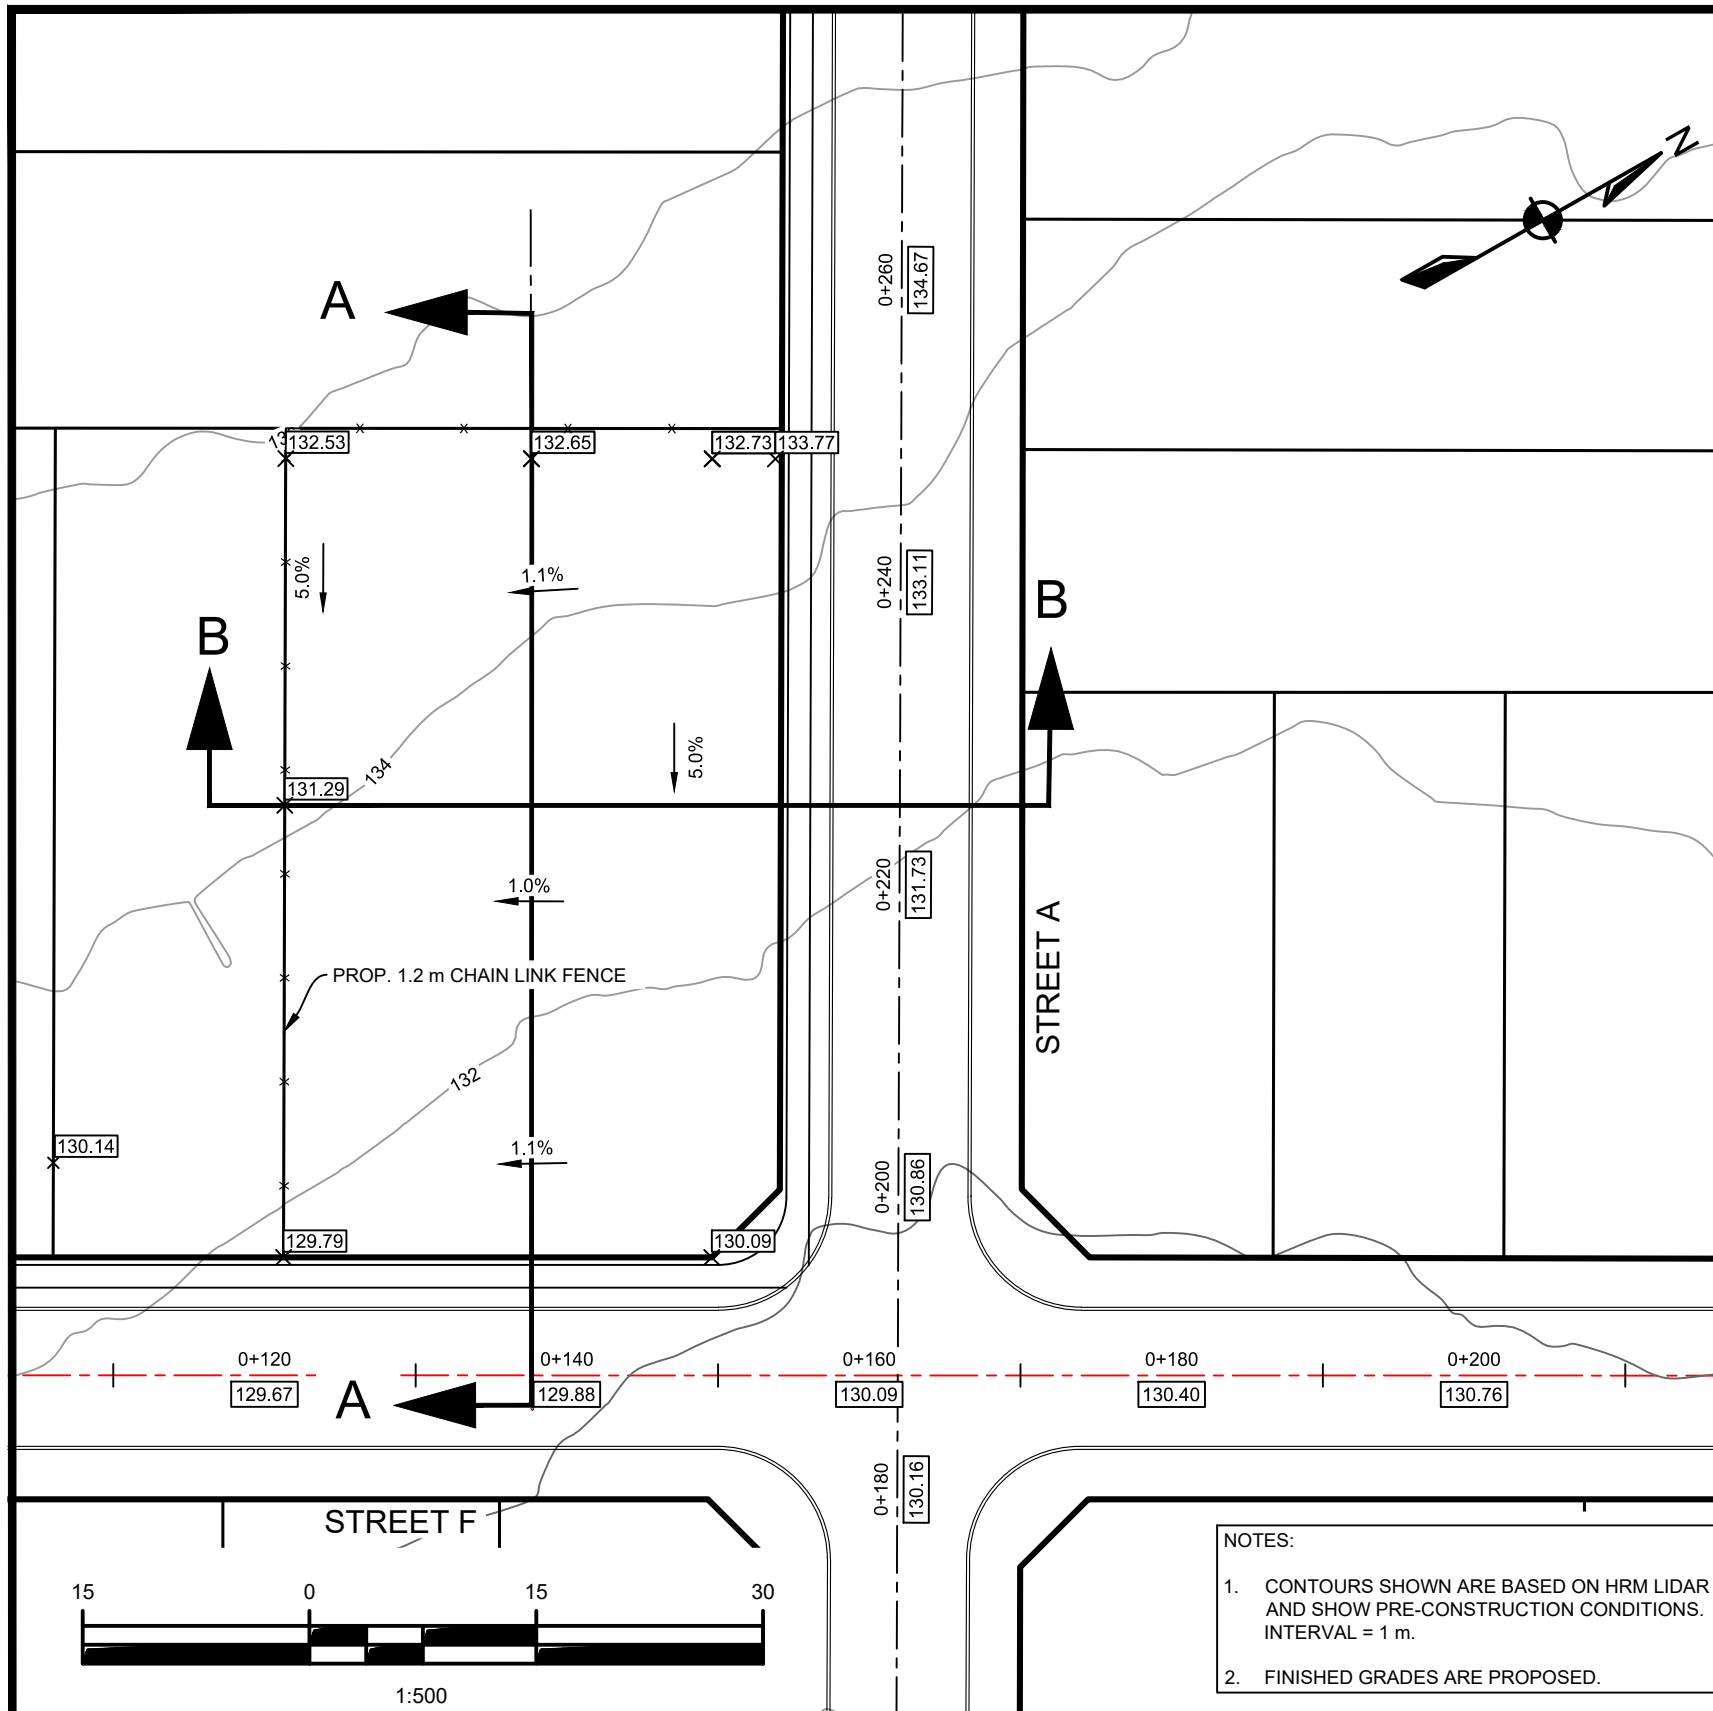 N
0+260
134.67
A
132.53
132.65
132.73
133.77
5.0%
1.1%
0+240
133.11
B
B
5.0%
134
131.29
0+220
131.73
1.0%
STREET A
PROP. 1.2 m CHAIN LINK FENCE
132
130.14
1.1%
0+200
130.86
129.79
130.09
0+120
0+140
0+160
0+180
0+200
129.67
129.88
130.09
130.40
130.76
A
0+180
130.16
STREET F
15 0 15 30
1:500
NOTES:
1. CONTOURS SHOWN ARE BASED ON HRM LIDAR
AND SHOW PRE-CONSTRUCTION CONDITIONS.
INTERVAL = 1 m.
2. FINISHED GRADES ARE PROPOSED.